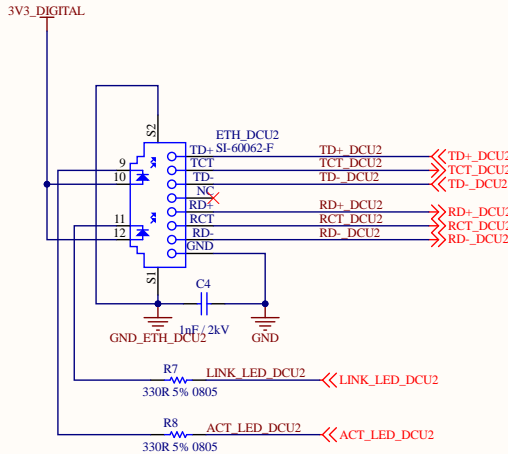 3V3_DIGITAL
S2
ETH_DCU2
SI-60062-F
TD+ TD+_DCU2 TD+_DCU2
9 TCT TCT_DCU2 TCT_DCU2
10 TD- TD-_DCU2 TD-_DCU2
NC
RD+ RD+_DCU2 RD+_DCU2
11 RCT RCT_DCU2 RCT_DCU2
12 RD- RD-_DCU2 RD-_DCU2
GND
S1
C4
1nF / 2kV
GND_ETH_DCU2 GND
R7 LINK_LED_DCU2 LINK_LED_DCU2
330R 5% 0805
R8 ACT_LED_DCU2 ACT_LED_DCU2
330R 5% 0805